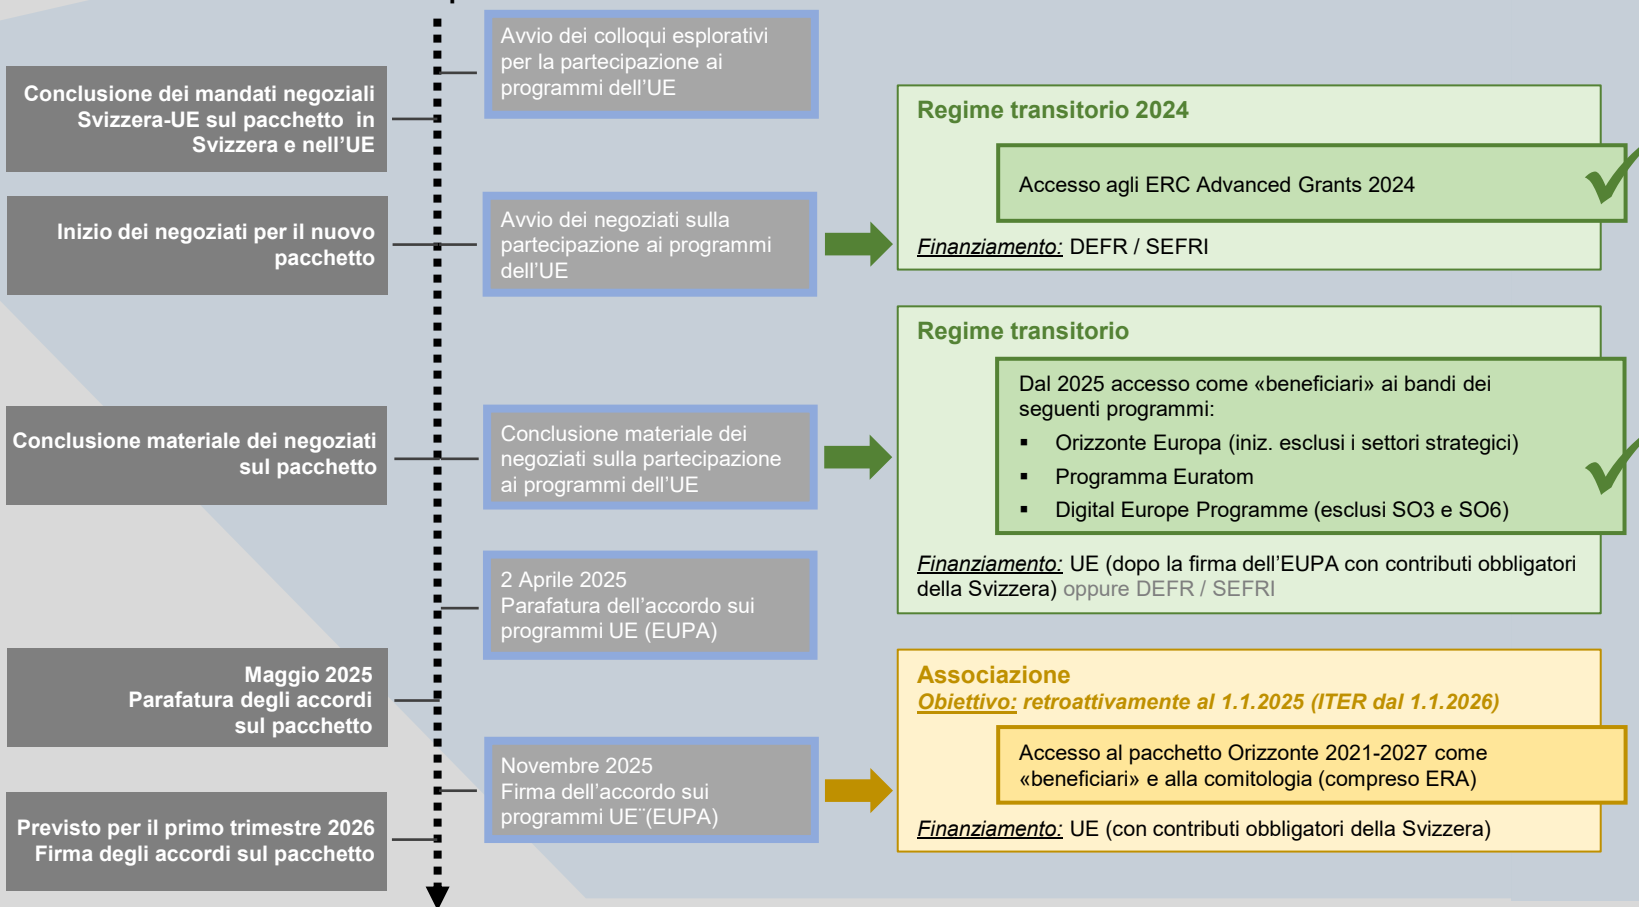 Avvio dei colloqui esplorativi
per la partecipazione ai
programmi dell'UE
Conclusione dei mandati negoziali
Svizzera-UE sul pacchetto in
Svizzera e nell'UE
Regime transitorio 2024
Accesso agli ERC Advanced Grants 2024
Finanziamento: DEFR / SEFRI
Inizio dei negoziati per il nuovo
pacchetto
Avvio dei negoziati sulla
partecipazione ai programmi
dell'UE
Regime transitorio
Dal 2025 accesso come «beneficiari» ai bandi dei
seguenti programmi:
▪ Orizzonte Europa (iniz. esclusi i settori strategici)
▪ Programma Euratom
▪ Digital Europe Programme (esclusi SO3 e SO6)
Finanziamento: UE (dopo la firma dell'EUPA con contributi obbligatori
della Svizzera) oppure DEFR / SEFRI
Conclusione materiale dei negoziati
sul pacchetto
Conclusione materiale dei
negoziati sulla partecipazione
ai programmi dell'UE
2 Aprile 2025
Parafatura dell'accordo sui
programmi UE (EUPA)
Maggio 2025
Parafatura degli accordi
sul pacchetto
Associazione
Obiettivo: retroattivamente al 1.1.2025 (ITER dal 1.1.2026)
Accesso al pacchetto Orizzonte 2021-2027 come
«beneficiari» e alla comitologia (compreso ERA)
Finanziamento: UE (con contributi obbligatori della Svizzera)
Novembre 2025
Firma dell'accordo sui
programmi UE¨(EUPA)
Previsto per il primo trimestre 2026
Firma degli accordi sul pacchetto